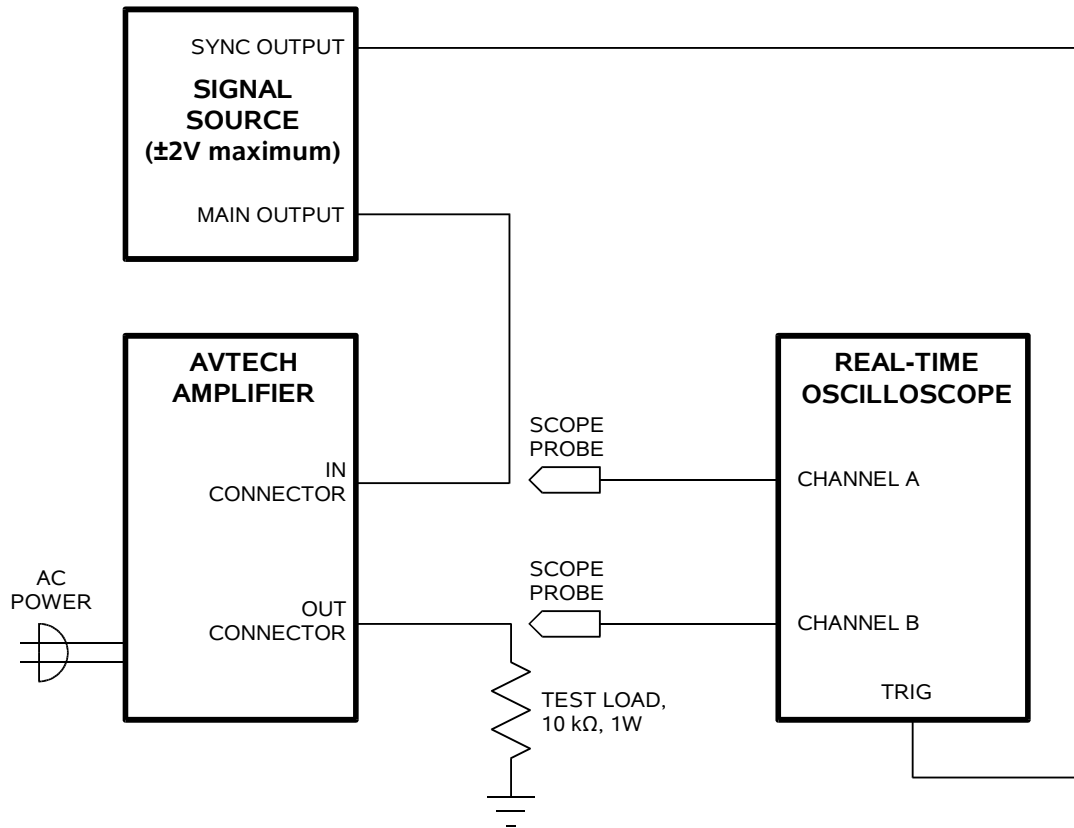 SYNC OUTPUT
SIGNAL
SOURCE
(±2V maximum)
MAIN OUTPUT
AVTECH
AMPLIFIER
IN
CONNECTOR
OUT
CONNECTOR
AC
POWER
SCOPE
PROBE
SCOPE
PROBE
TEST LOAD,
10 kΩ, 1W
REAL-TIME
OSCILLOSCOPE
CHANNEL A
CHANNEL B
TRIG